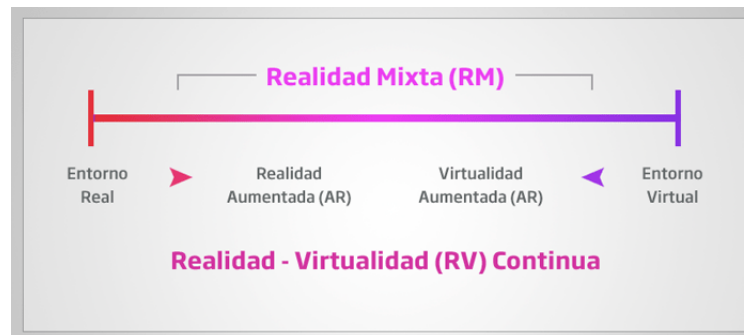 Realidad Mixta (RM)
Entorno
Real
Realidad
Aumentada (AR)
Virtualidad
Aumentada (AR)
Entorno
Virtual
Realidad - Virtualidad (RV) Continua